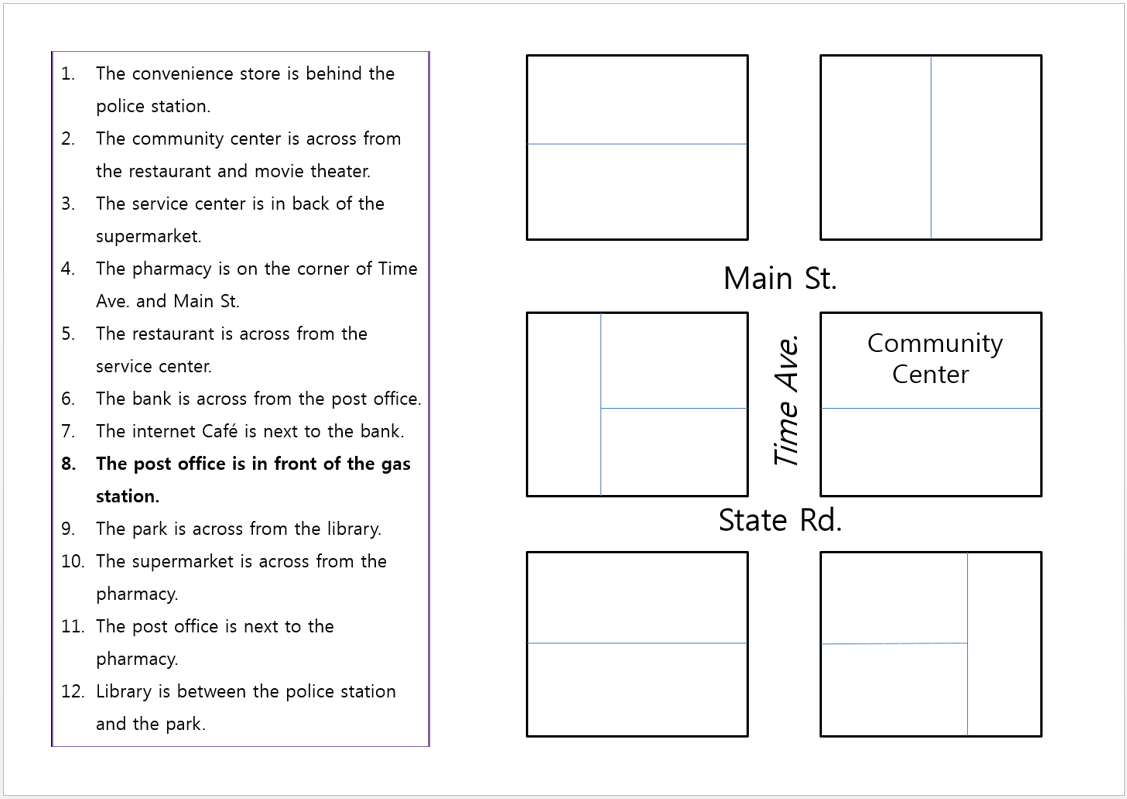 1. The convenience store is behind the
police station.
2. The community center is across from
the restaurant and movie theater.
3. The service center is in back of the
supermarket.
4. The pharmacy is on the corner of Time
Ave. and Main St.
5. The restaurant is across from the
service center.
6. The bank is across from the post office.
7. The internet Café is next to the bank.
8. The post office is in front of the gas
station.
9. The park is across from the library.
10. The supermarket is across from the
pharmacy.
11. The post office is next to the
pharmacy.
12. Library is between the police station
and the park.
Main St.
Time Ave.
Community
Center
State Rd.